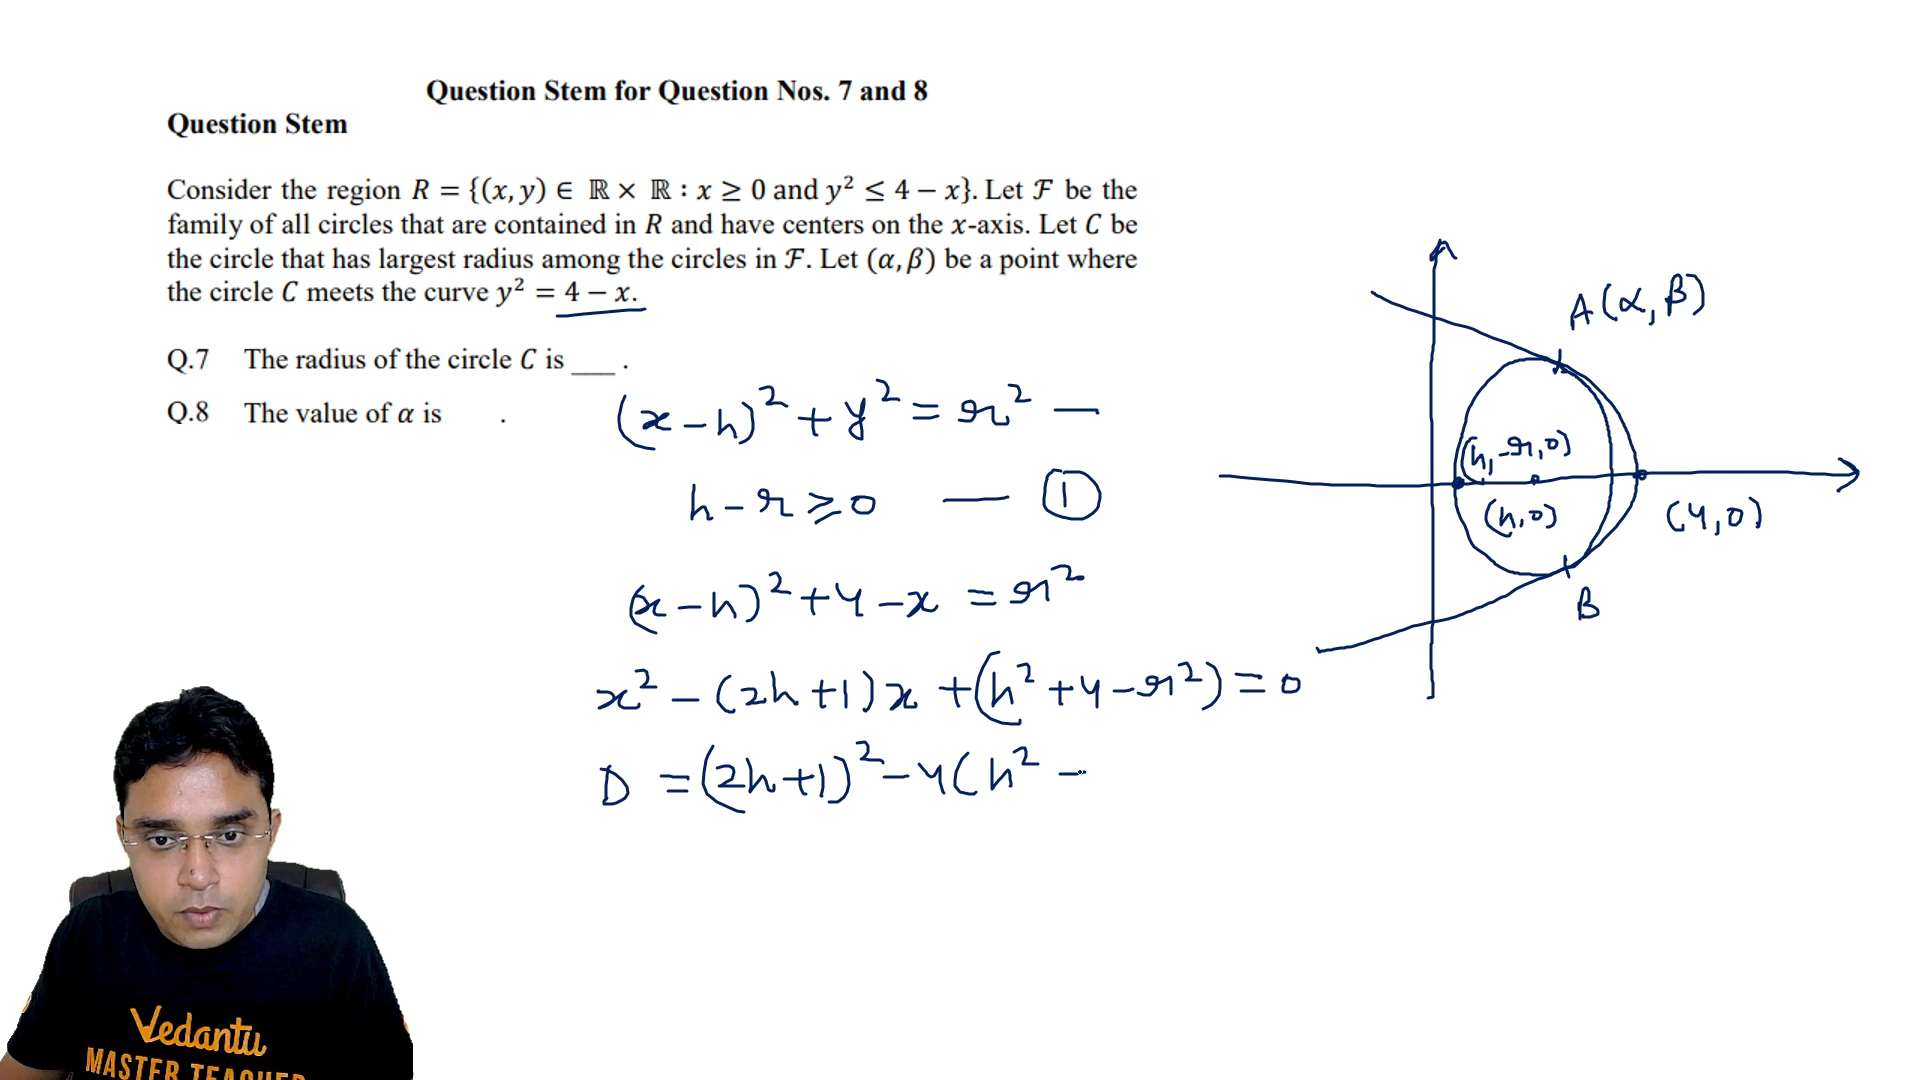 Question Stem for Question Nos. 7 and 8
Question Stem
Consider the region R = {(x, y) ∈ ℝ × ℝ : x ≥ 0 and y² ≤ 4 − x}. Let ℱ be the
family of all circles that are contained in R and have centers on the x-axis. Let C be
the circle that has largest radius among the circles in ℱ. Let (α, β) be a point where
the circle C meets the curve y² = 4 − x.
Q.7 The radius of the circle C is ___ .
Q.8 The value of α is .
(x−h)² + y² = r² —
h − r ≥ 0 — ①
(x−h)² + 4 − x = r²
x² − (2h+1)x + (h² + 4 − r²) = 0
D = (2h+1)² − 4(h² −
A(α, β)
(h,-r,0)
(h,0)
(4,0)
B
Vedantu
MASTER TEACHER